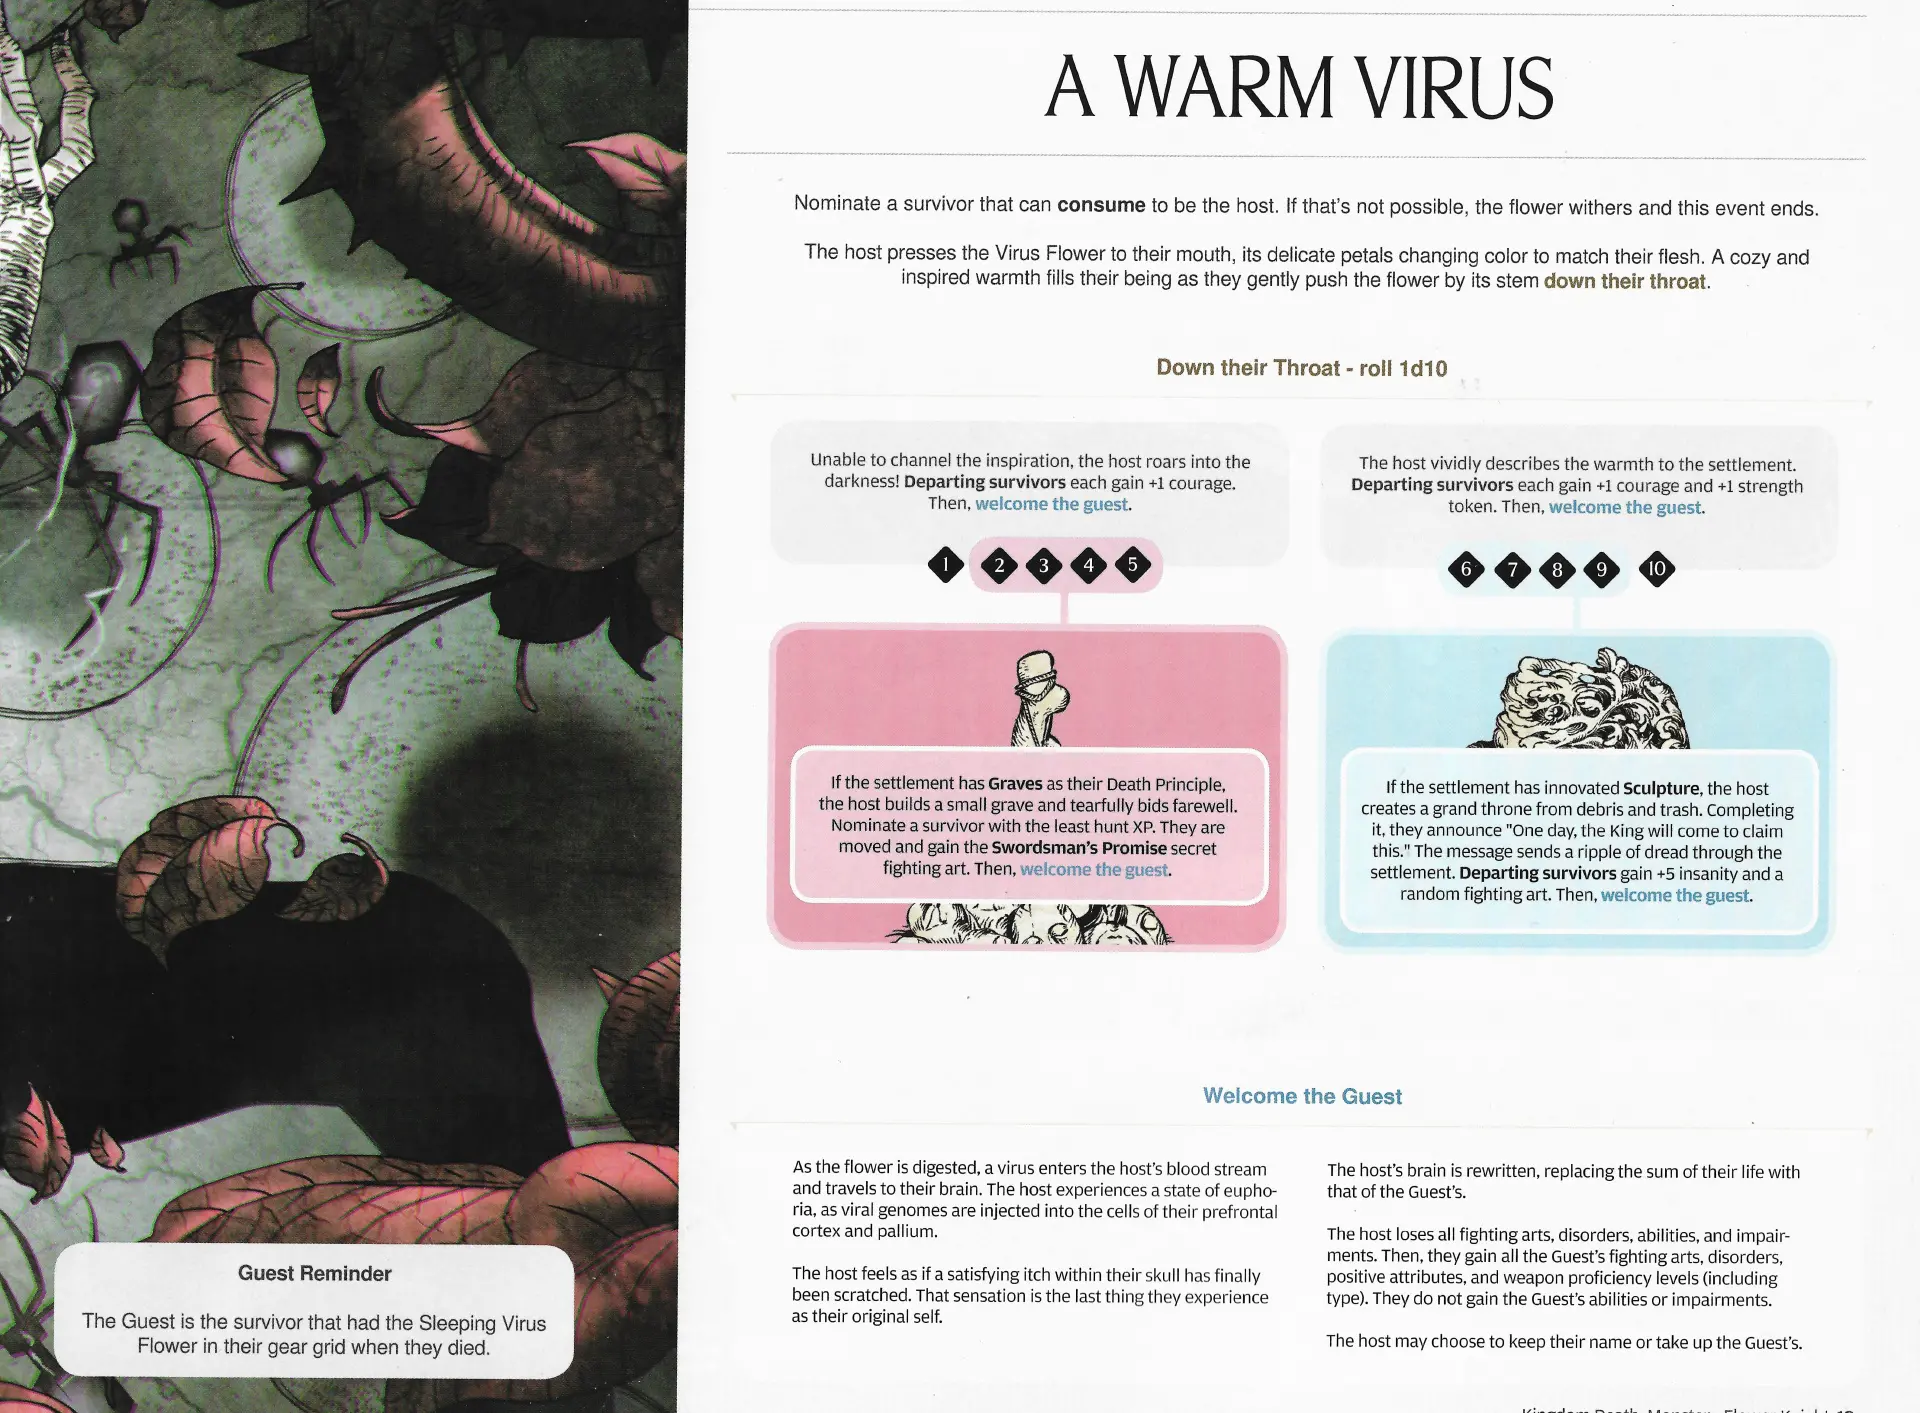 A WARM VIRUS
Nominate a survivor that can consume to be the host. If that's not possible, the flower withers and this event ends.
The host presses the Virus Flower to their mouth, its delicate petals changing color to match their flesh. A cozy and
inspired warmth fills their being as they gently push the flower by its stem down their throat.
Down their Throat - roll 1d10
Unable to channel the inspiration, the host roars into the
darkness! Departing survivors each gain +1 courage.
Then, welcome the guest.
1 2 3 4 5
If the settlement has Graves as their Death Principle,
the host builds a small grave and tearfully bids farewell.
Nominate a survivor with the least hunt XP. They are
moved and gain the Swordsman's Promise secret
fighting art. Then, welcome the guest.
The host vividly describes the warmth to the settlement.
Departing survivors each gain +1 courage and +1 strength
token. Then, welcome the guest.
6 7 8 9 10
If the settlement has innovated Sculpture, the host
creates a grand throne from debris and trash. Completing
it, they announce "One day, the King will come to claim
this." The message sends a ripple of dread through the
settlement. Departing survivors gain +5 insanity and a
random fighting art. Then, welcome the guest.
Welcome the Guest
As the flower is digested, a virus enters the host's blood stream
and travels to their brain. The host experiences a state of eupho-
ria, as viral genomes are injected into the cells of their prefrontal
cortex and pallium.
The host feels as if a satisfying itch within their skull has finally
been scratched. That sensation is the last thing they experience
as their original self.
The host's brain is rewritten, replacing the sum of their life with
that of the Guest's.
The host loses all fighting arts, disorders, abilities, and impair-
ments. Then, they gain all the Guest's fighting arts, disorders,
positive attributes, and weapon proficiency levels (including
type). They do not gain the Guest's abilities or impairments.
The host may choose to keep their name or take up the Guest's.
Guest Reminder
The Guest is the survivor that had the Sleeping Virus
Flower in their gear grid when they died.